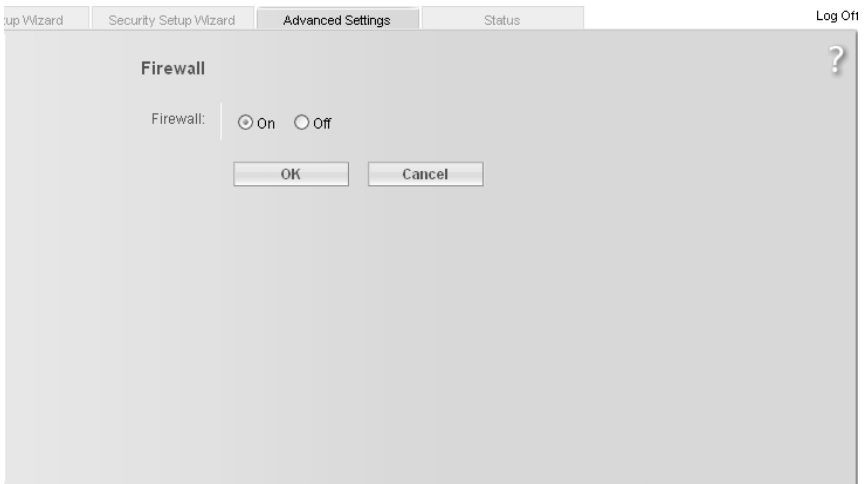 up Wizard Security Setup Wizard Advanced Settings Status Log Off
?
Firewall
Firewall: On Off
OK Cancel